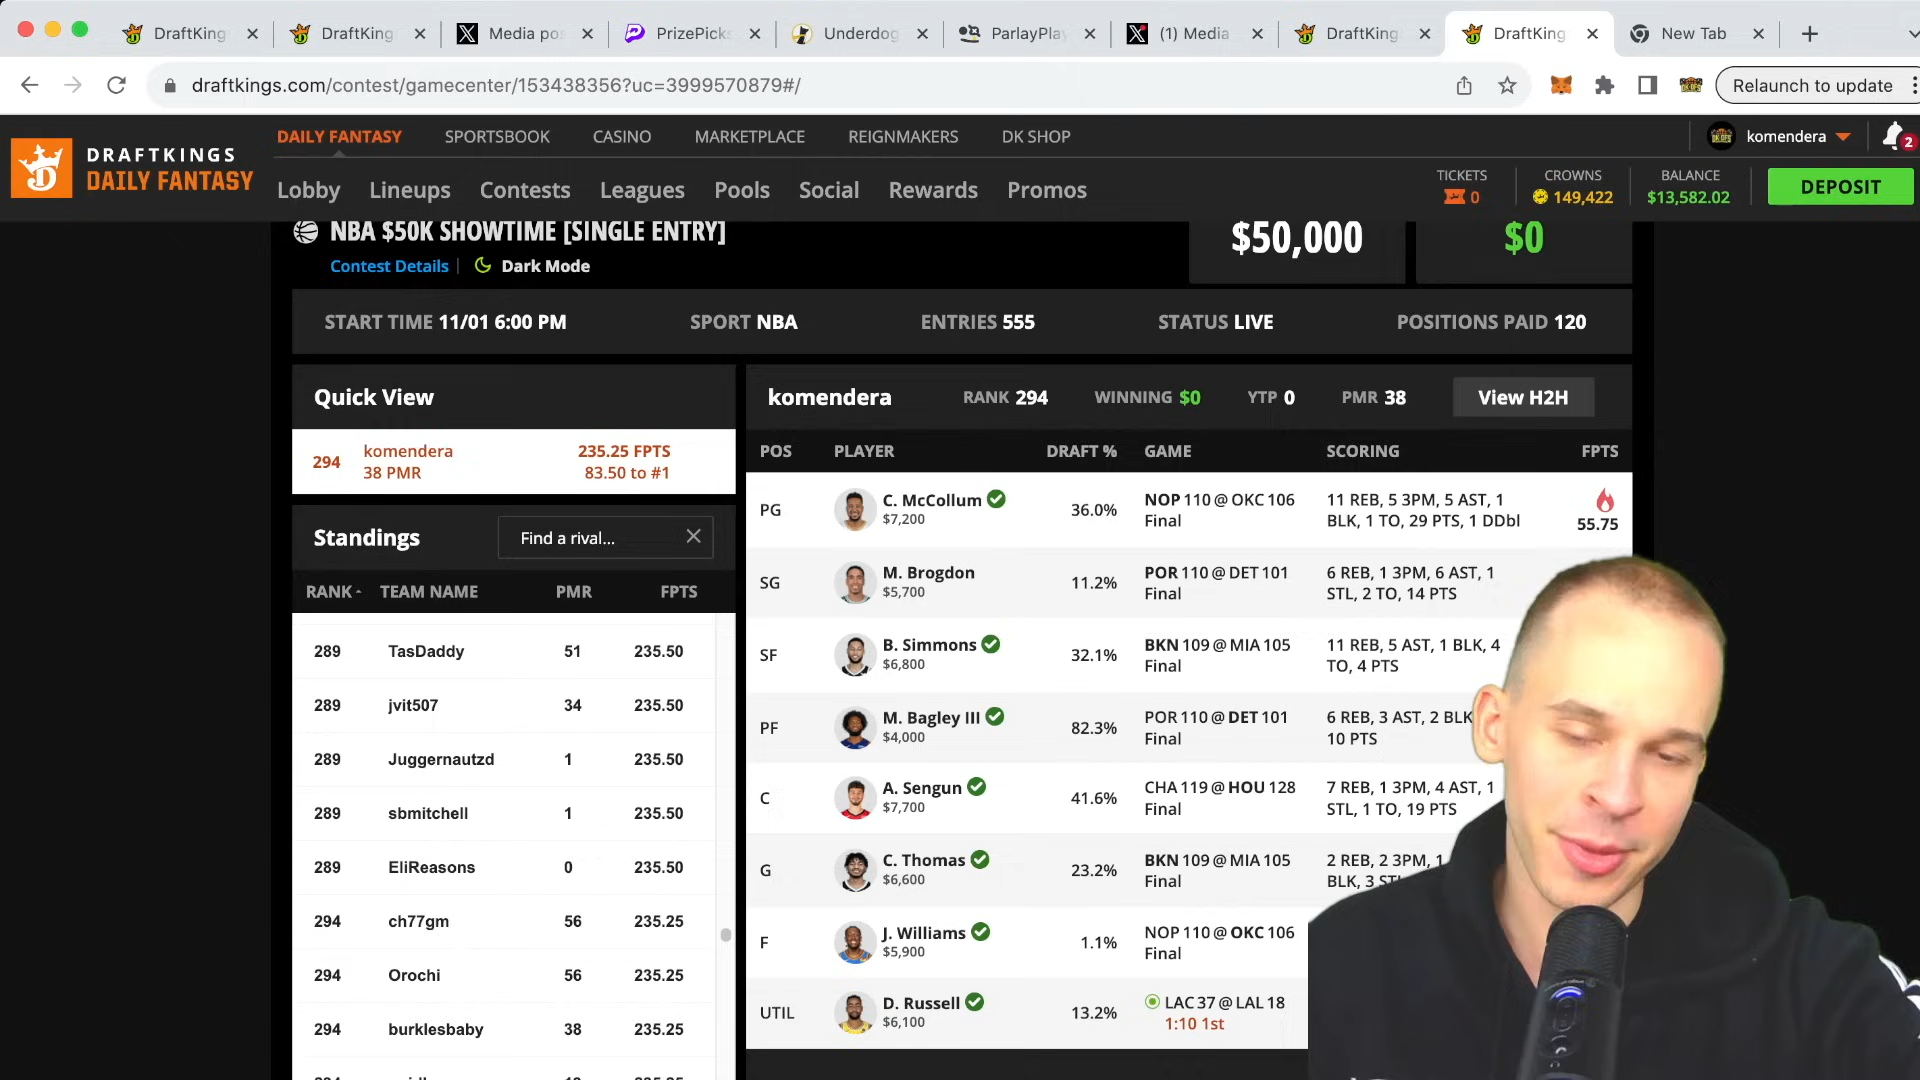 DraftKing
DraftKing
Media po
PrizePicks
Underdog
ParlayPlay
(1) Media
DraftKing
DraftKing
New Tab
draftkings.com/contest/gamecenter/153438356?uc=3999570879#/
Relaunch to update
DRAFTKINGS
DAILY FANTASY
DAILY FANTASY SPORTSBOOK CASINO MARKETPLACE REIGNMAKERS DK SHOP
komendera
2
Lobby Lineups Contests Leagues Pools Social Rewards Promos
TICKETS
0
CROWNS
149,422
BALANCE
$13,582.02
DEPOSIT
NBA $50K SHOWTIME [SINGLE ENTRY]
Contest Details
Dark Mode
$50,000
$0
START TIME 11/01 6:00 PM
SPORT NBA
ENTRIES 555
STATUS LIVE
POSITIONS PAID 120
Quick View
294
komendera
38 PMR
235.25 FPTS
83.50 to #1
Standings
Find a rival...
RANK TEAM NAME PMR FPTS
289 TasDaddy 51 235.50
289 jvit507 34 235.50
289 Juggernautzd 1 235.50
289 sbmitchell 1 235.50
289 EliReasons 0 235.50
294 ch77gm 56 235.25
294 Orochi 56 235.25
294 burklesbaby 38 235.25
komendera RANK 294 WINNING $0 YTP 0 PMR 38 View H2H
POS PLAYER DRAFT % GAME SCORING FPTS
PG
C. McCollum
$7,200
36.0%
NOP 110 @ OKC 106
Final
11 REB, 5 3PM, 5 AST, 1
BLK, 1 TO, 29 PTS, 1 DDbl
55.75
SG
M. Brogdon
$5,700
11.2%
POR 110 @ DET 101
Final
6 REB, 1 3PM, 6 AST, 1
STL, 2 TO, 14 PTS
SF
B. Simmons
$6,800
32.1%
BKN 109 @ MIA 105
Final
11 REB, 5 AST, 1 BLK, 4
TO, 4 PTS
PF
M. Bagley III
$4,000
82.3%
POR 110 @ DET 101
Final
6 REB, 3 AST, 2 BLK
10 PTS
C
A. Sengun
$7,700
41.6%
CHA 119 @ HOU 128
Final
7 REB, 1 3PM, 4 AST, 1
STL, 1 TO, 19 PTS
G
C. Thomas
$6,600
23.2%
BKN 109 @ MIA 105
Final
2 REB, 2 3PM, 1
BLK, 3
F
J. Williams
$5,900
1.1%
NOP 110 @ OKC 106
Final
UTIL
D. Russell
$6,100
13.2%
LAC 37 @ LAL 18
1:10 1st